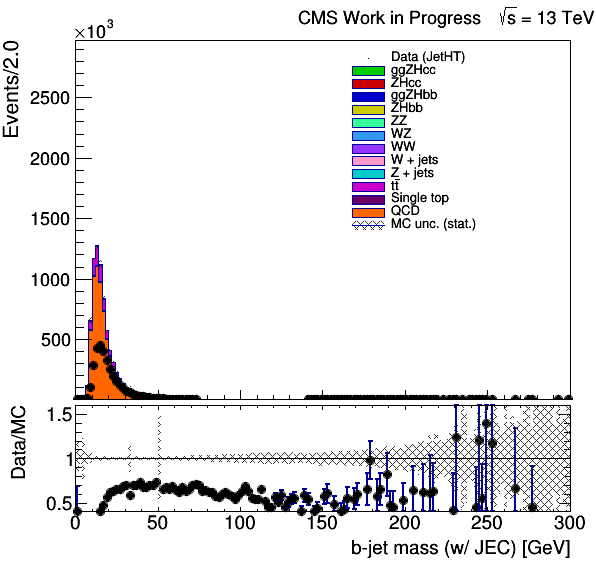 CMS Work in Progress √s = 13 TeV
×10³
Events/2.0
2500
2000
1500
1000
500
Data (JetHT)
ggZHcc
ZHcc
ggZHbb
ZHbb
ZZ
WZ
WW
W + jets
Z + jets
tt̄
Single top
QCD
MC unc. (stat.)
Data/MC
1.5
1
0.5
0 50 100 150 200 250 300
b-jet mass (w/ JEC) [GeV]